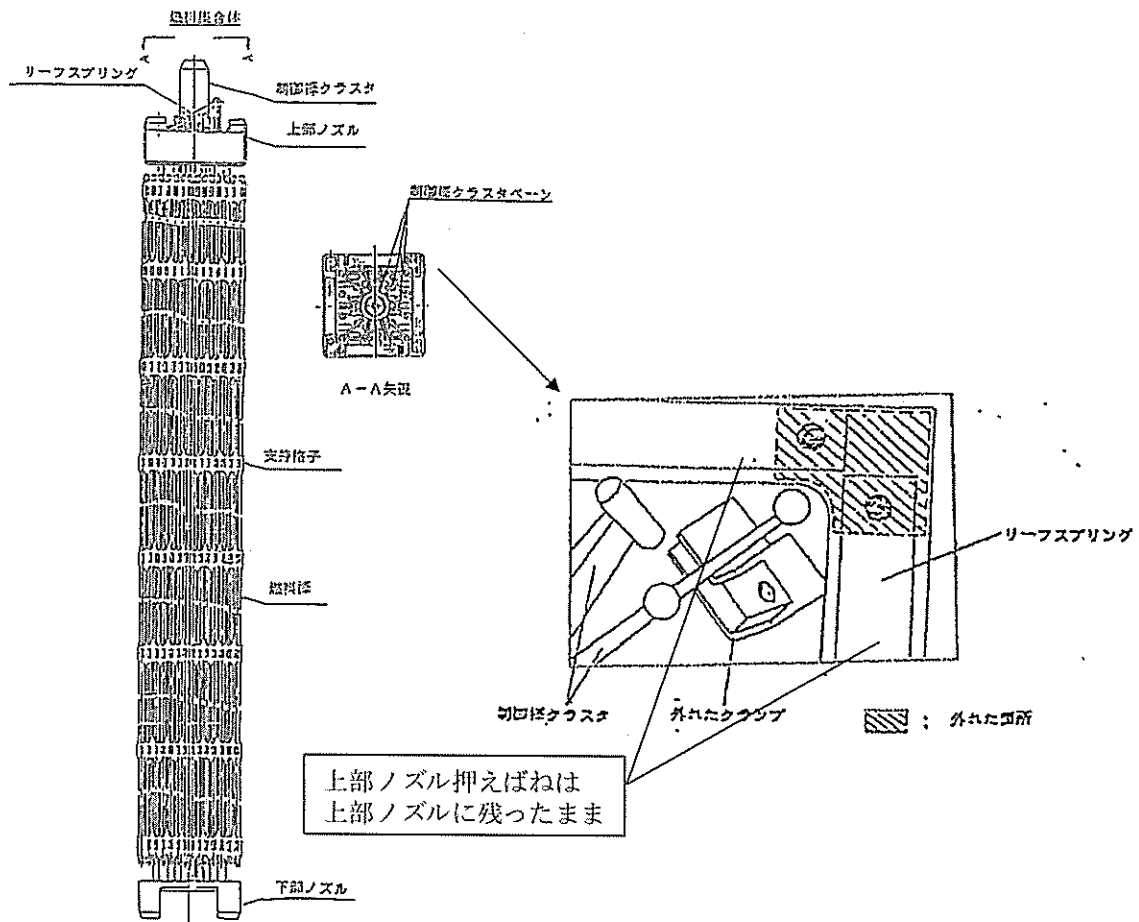 燃料集合体
A
A
リーフスプリング
制御棒クラスタ
上部ノズル
制御棒クラスタベーン
A－A矢視
支持格子
燃料棒
リーフスプリング
制御棒クラスタ
外れたクランプ
： 外れた箇所
上部ノズル押えばねは
上部ノズルに残ったまま
下部ノズル